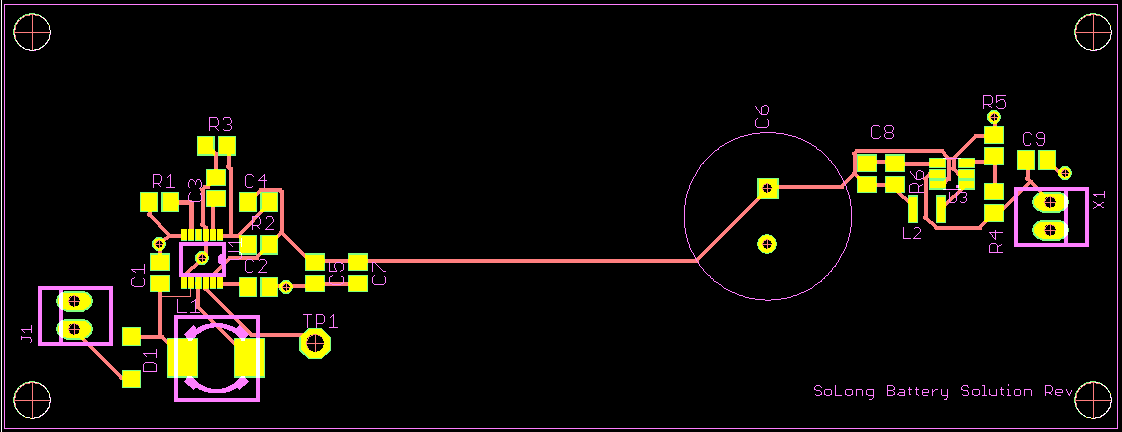 R5
C6
C8
R3
C9
R1
C3
C4
R6
U3
X1
R2
L2
R4
U1
C1
C2
C5
C7
L1
J1
TP1
D1
SoLong Battery Solution Rev